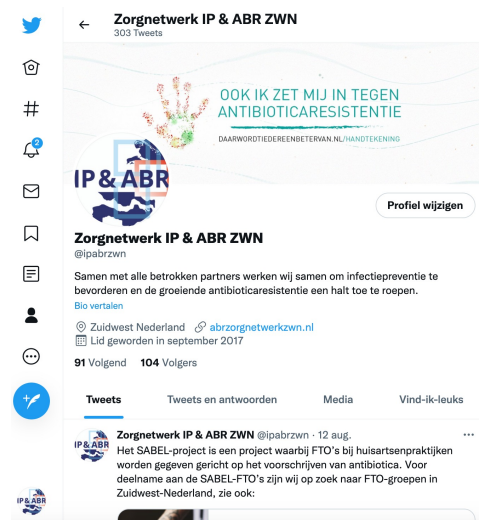 Zorgnetwerk IP & ABR ZWN
303 Tweets
OOK IK ZET MIJ IN TEGEN
ANTIBIOTICARESISTENTIE
DAARWORDTIEDEREENBETERVAN.NL/HANDTEKENING
IP & ABR
Profiel wijzigen
2
Zorgnetwerk IP & ABR ZWN
@ipabrzwn
Samen met alle betrokken partners werken wij samen om infectiepreventie te
bevorderen en de groeiende antibioticaresistentie een halt toe te roepen.
Bio vertalen
Zuidwest Nederland abrzorgnetwerkzwn.nl
Lid geworden in september 2017
91 Volgend 104 Volgers
Tweets Tweets en antwoorden Media Vind-ik-leuks
Zorgnetwerk IP & ABR ZWN @ipabrzwn · 12 aug.
IP & ABR
Het SABEL-project is een project waarbij FTO's bij huisartsenpraktijken
worden gegeven gericht op het voorschrijven van antibiotica. Voor
deelname aan de SABEL-FTO's zijn wij op zoek naar FTO-groepen in
Zuidwest-Nederland, zie ook:
IP & ABR